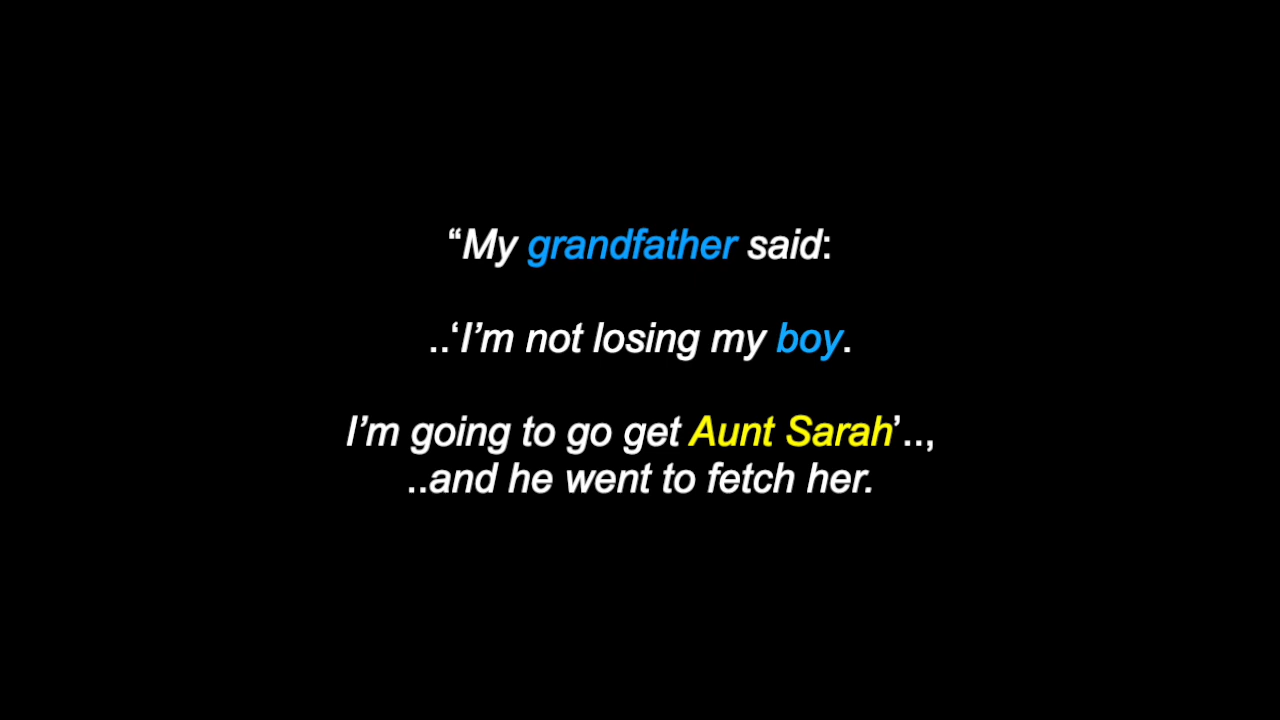 “My grandfather said:
..‘I’m not losing my boy.
I’m going to go get Aunt Sarah’..,
..and he went to fetch her.